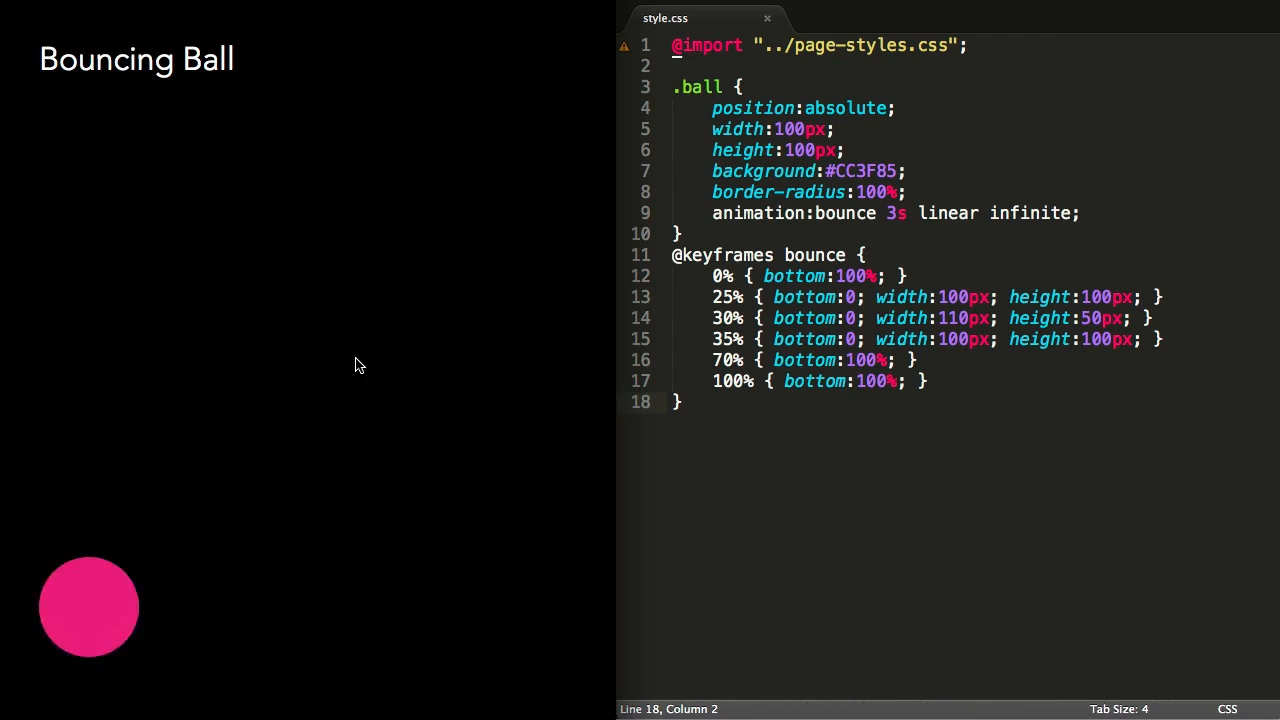 Bouncing Ball
style.css ×
1 @import "../page-styles.css";
2
3 .ball {
4 position:absolute;
5 width:100px;
6 height:100px;
7 background:#CC3F85;
8 border-radius:100%;
9 animation:bounce 3s linear infinite;
10 }
11 @keyframes bounce {
12 0% { bottom:100%; }
13 25% { bottom:0; width:100px; height:100px; }
14 30% { bottom:0; width:110px; height:50px; }
15 35% { bottom:0; width:100px; height:100px; }
16 70% { bottom:100%; }
17 100% { bottom:100%; }
18 }
Line 18, Column 2 Tab Size: 4 CSS